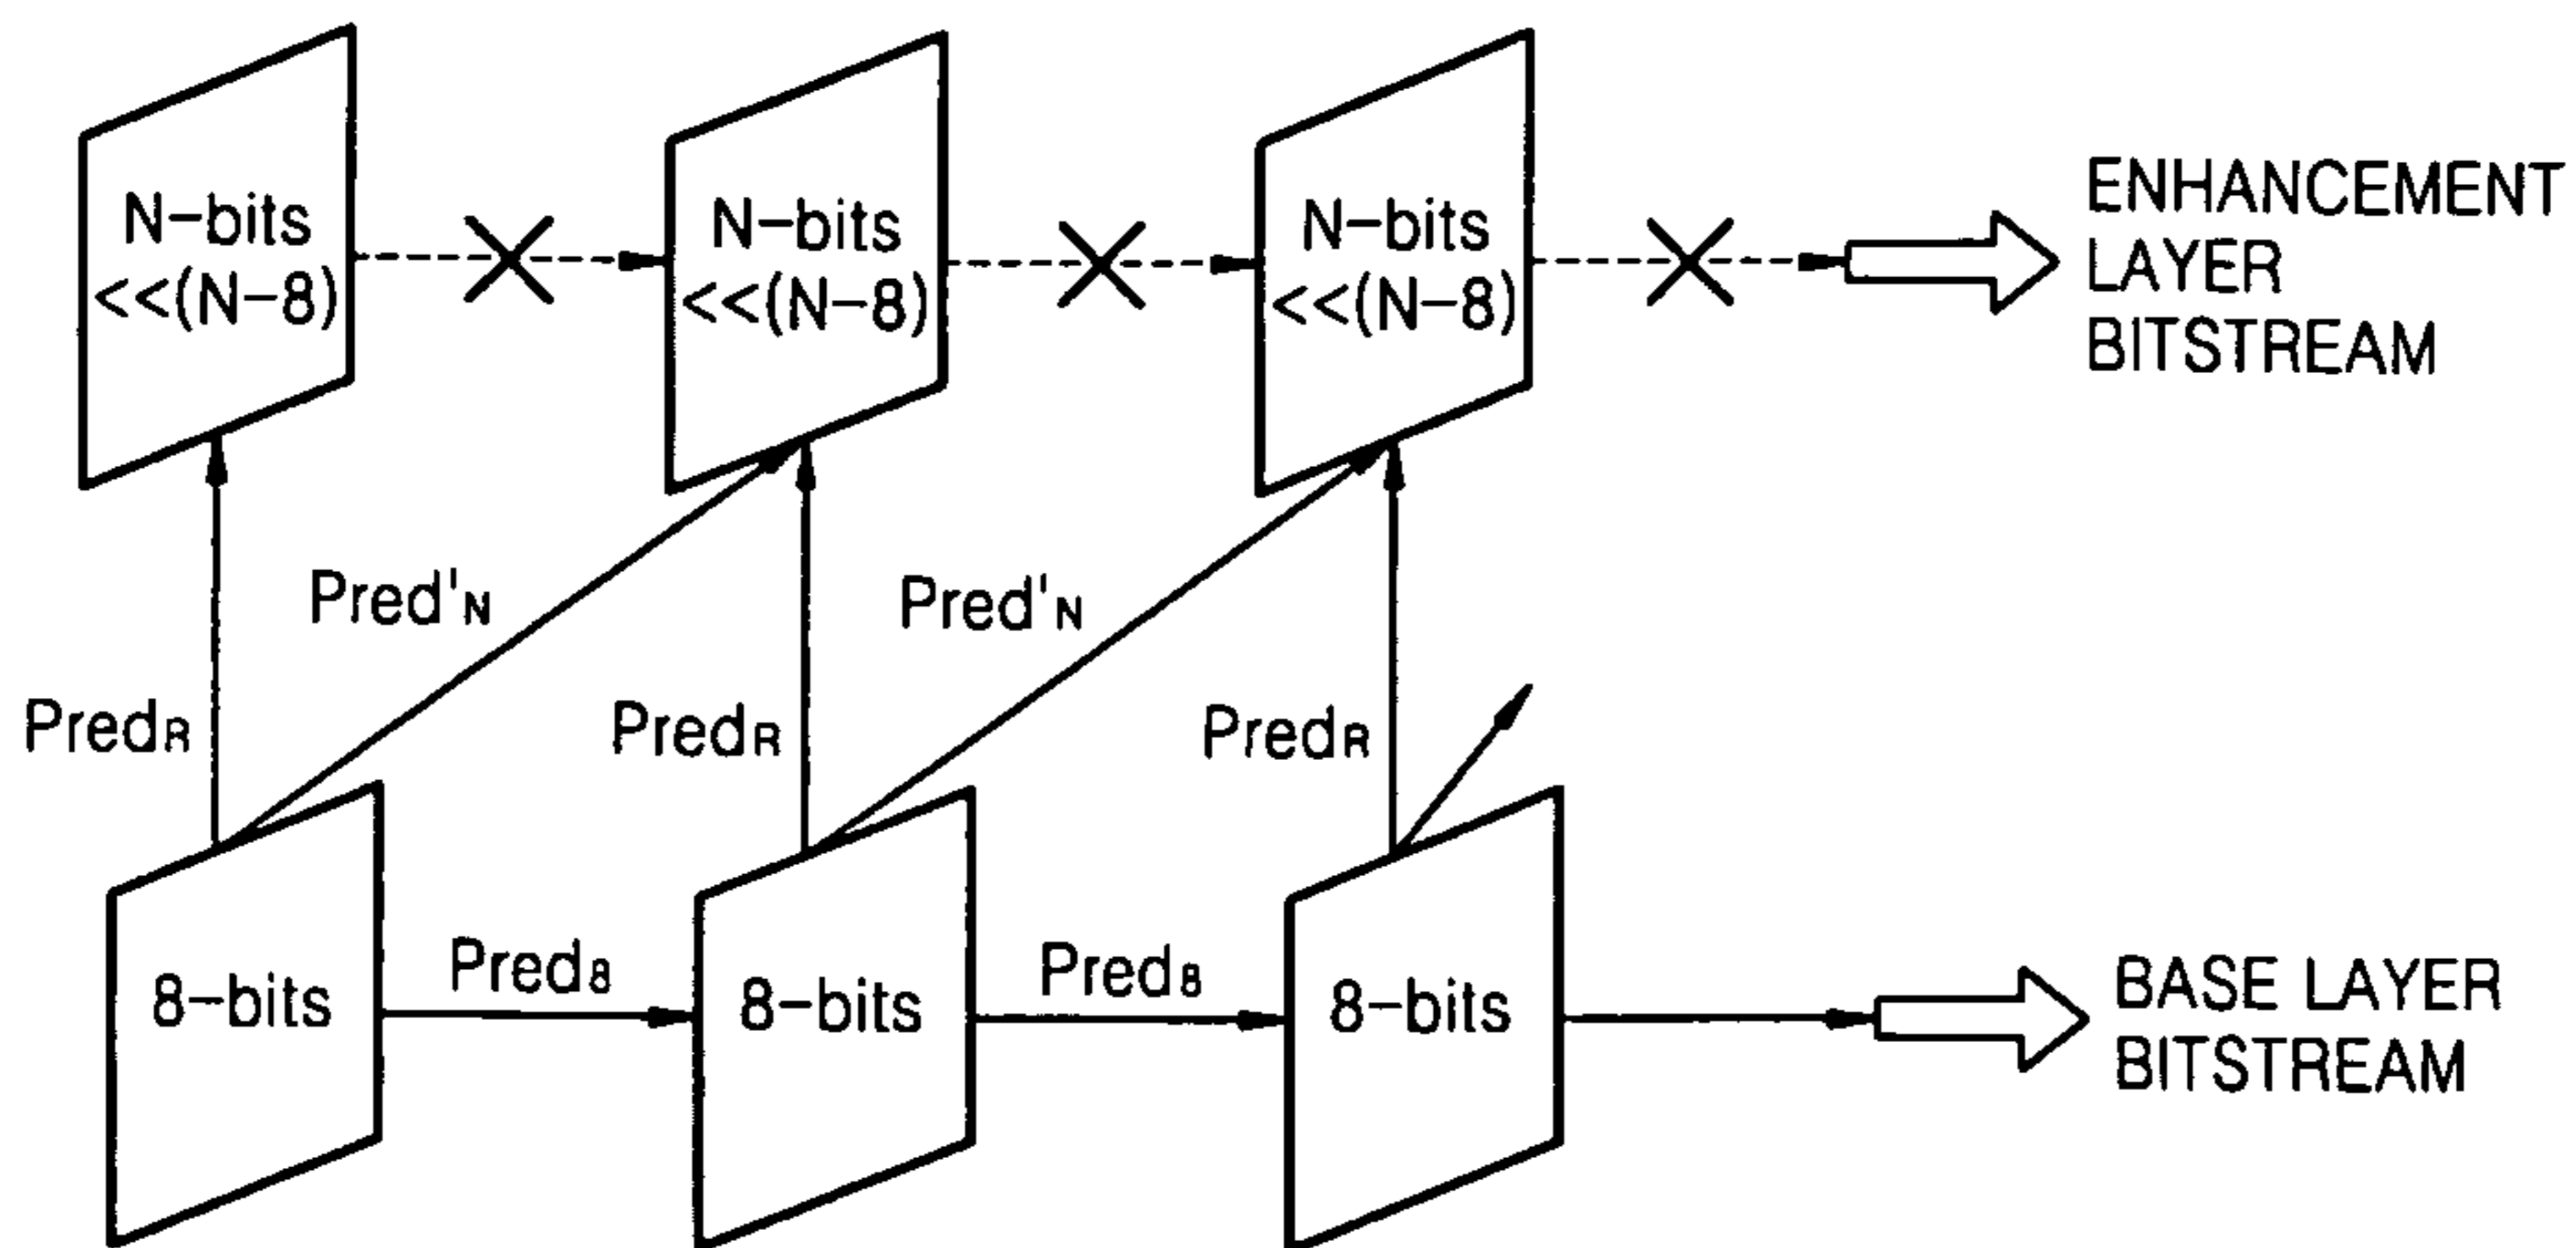 N-bits
<<(N-8)
N-bits
<<(N-8)
N-bits
<<(N-8)
ENHANCEMENT
LAYER
BITSTREAM
Pred'N
Pred'N
PredR
PredR
PredR
8-bits
Pred8
8-bits
Pred8
8-bits
BASE LAYER
BITSTREAM